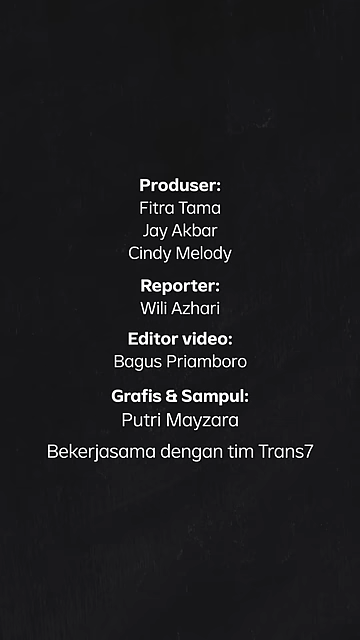 Produser:
Fitra Tama
Jay Akbar
Cindy Melody
Reporter:
Wili Azhari
Editor video:
Bagus Priamboro
Grafis & Sampul:
Putri Mayzara
Bekerjasama dengan tim Trans7